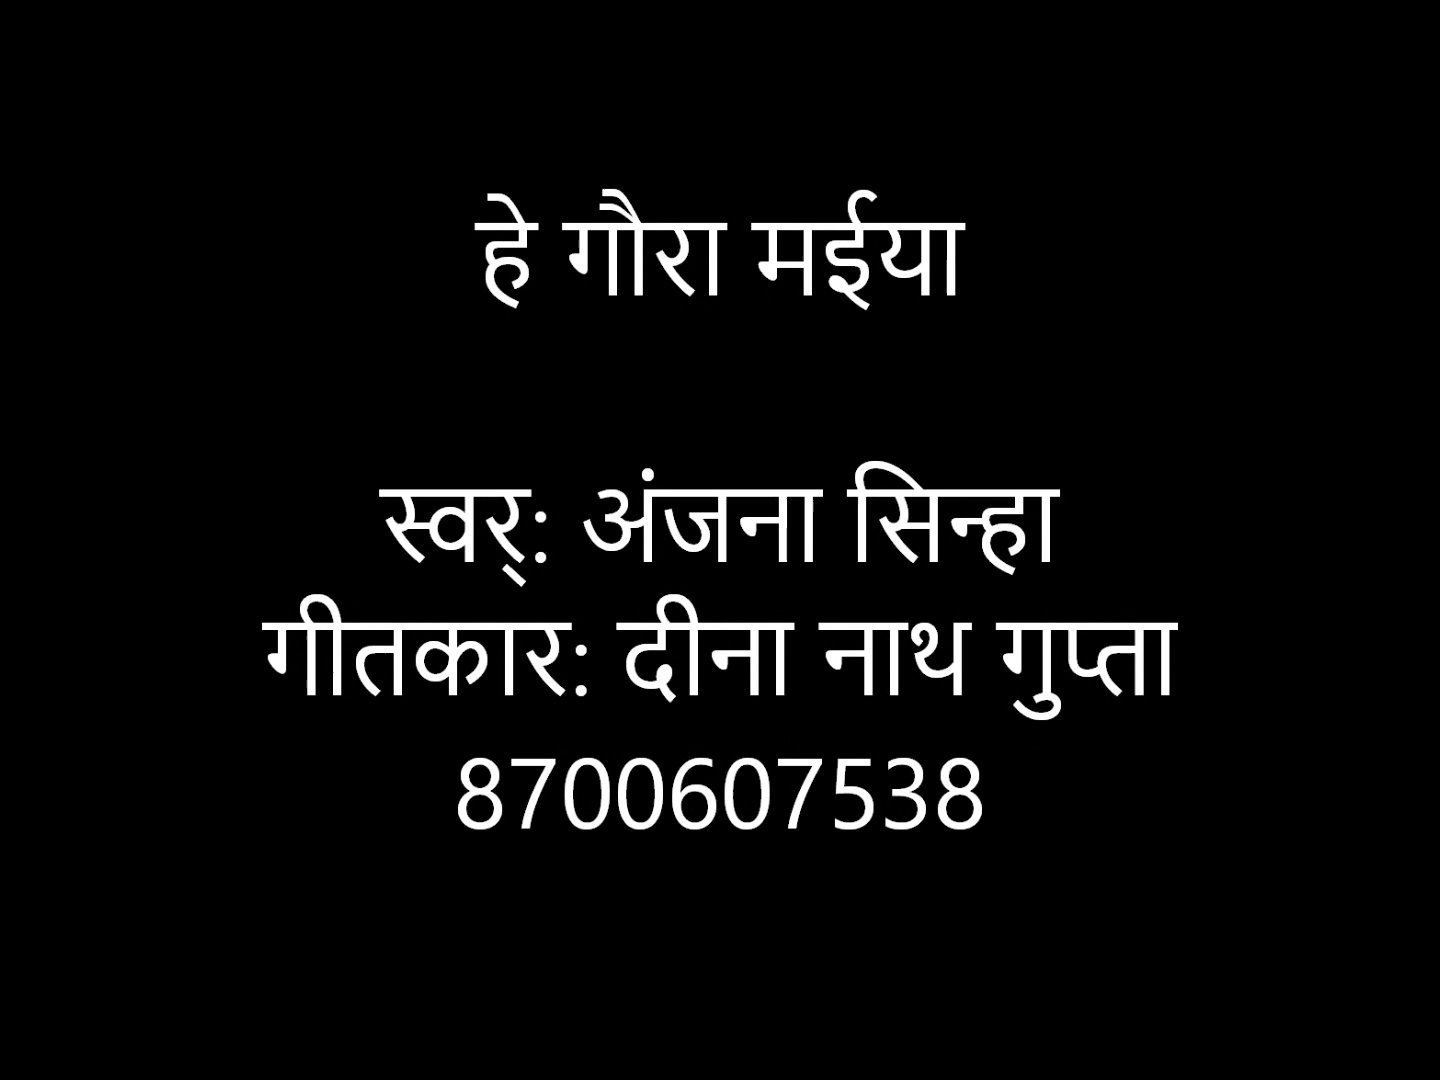 हे गौरा मईया
स्वर्: अंजना सिन्हा
गीतकार: दीना नाथ गुप्ता
8700607538